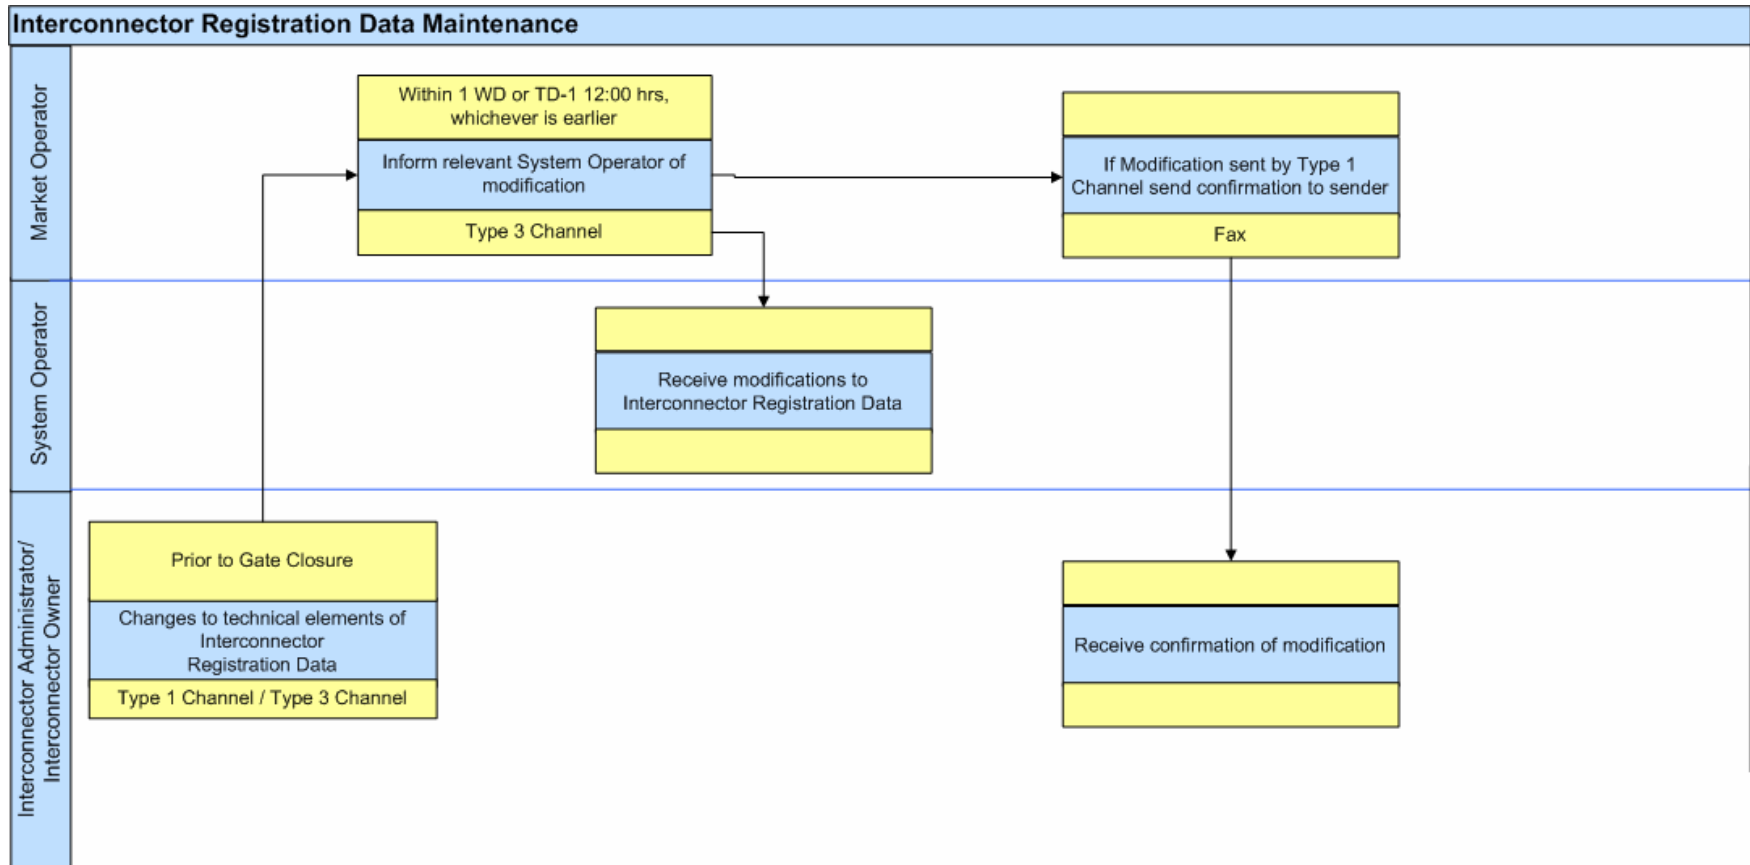 Interconnector Registration Data Maintenance
Market Operator
Within 1 WD or TD-1 12:00 hrs,
whichever is earlier
Inform relevant System Operator of
modification
Type 3 Channel
If Modification sent by Type 1
Channel send confirmation to sender
Fax
System Operator
Receive modifications to
Interconnector Registration Data
Interconnector Administrator/
Interconnector Owner
Prior to Gate Closure
Changes to technical elements of
Interconnector
Registration Data
Type 1 Channel / Type 3 Channel
Receive confirmation of modification